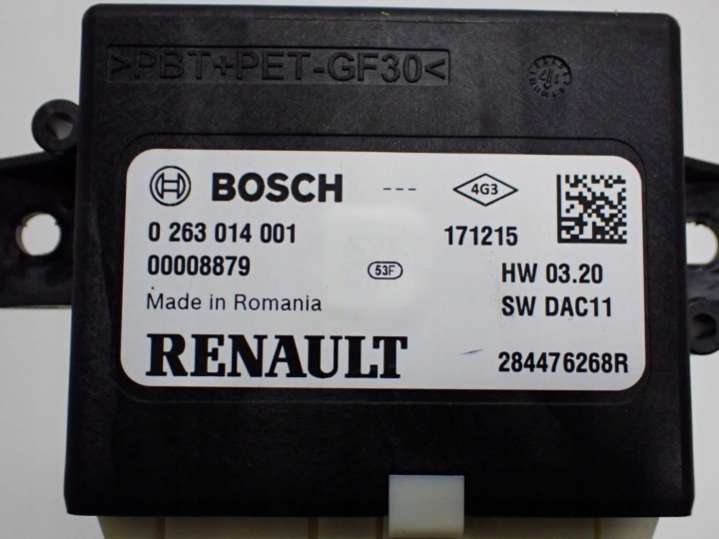 >PBT+PET-GF30<
BOSCH --- 4G3
0 263 014 001 171215
00008879 53F HW 03.20
Made in Romania SW DAC11
RENAULT 284476268R